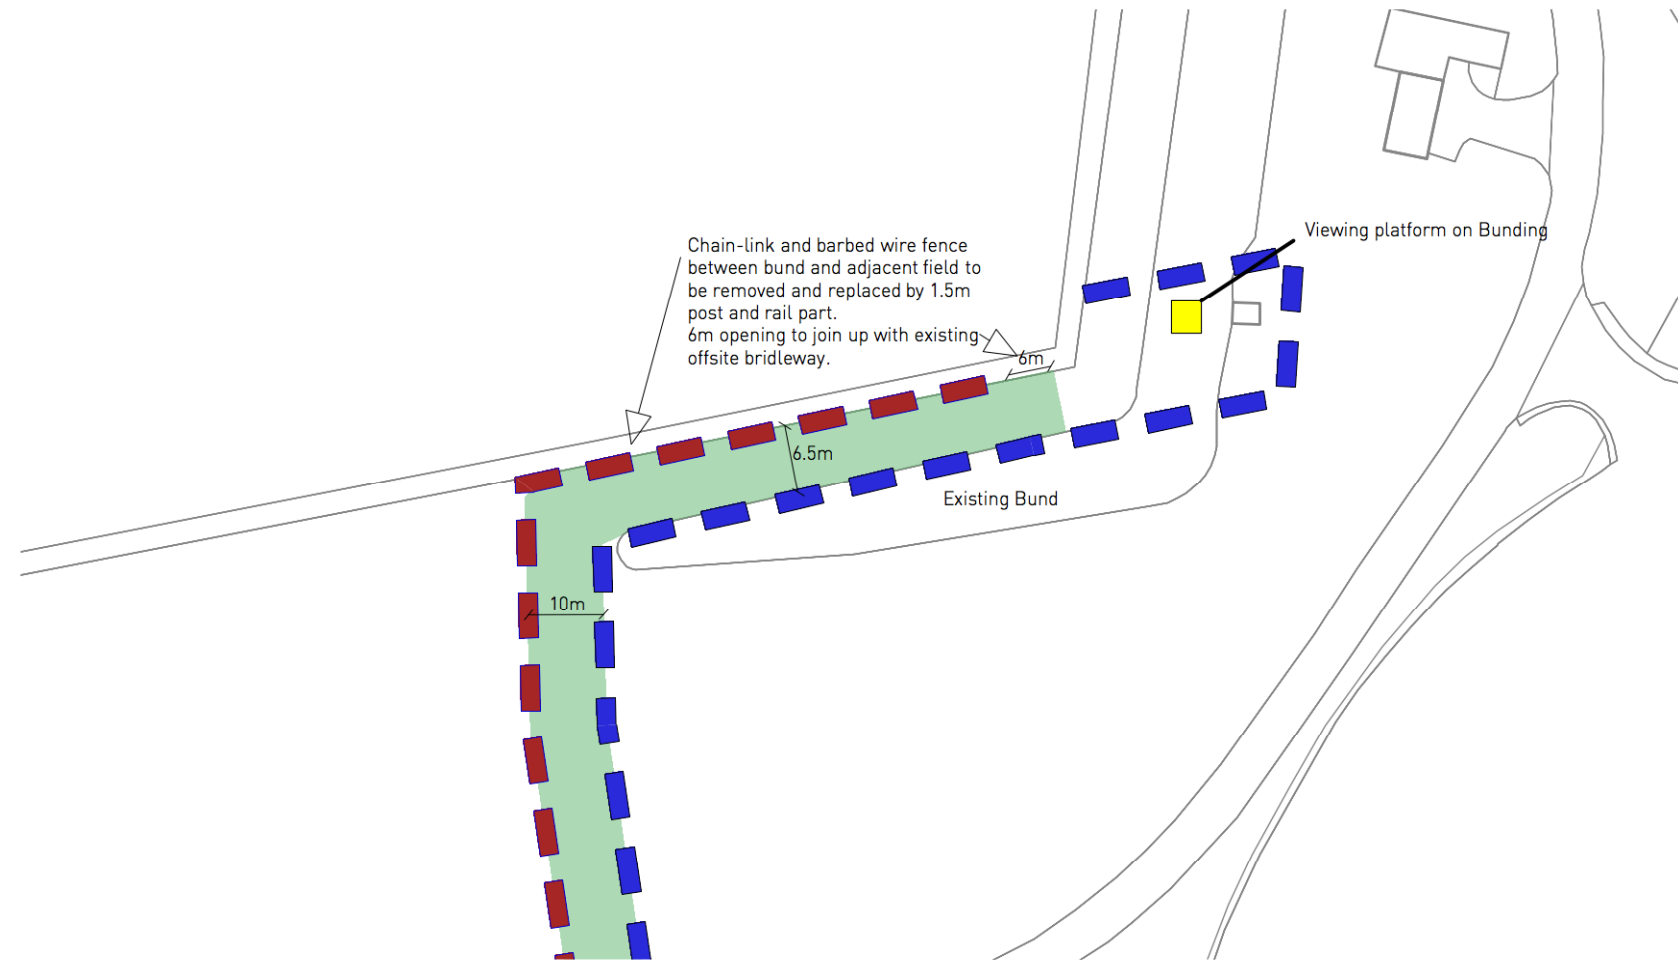 Viewing platform on Bunding
Chain-link and barbed wire fence
between bund and adjacent field to
be removed and replaced by 1.5m
post and rail part.
6m opening to join up with existing
offsite bridleway.
6m
6.5m
Existing Bund
10m